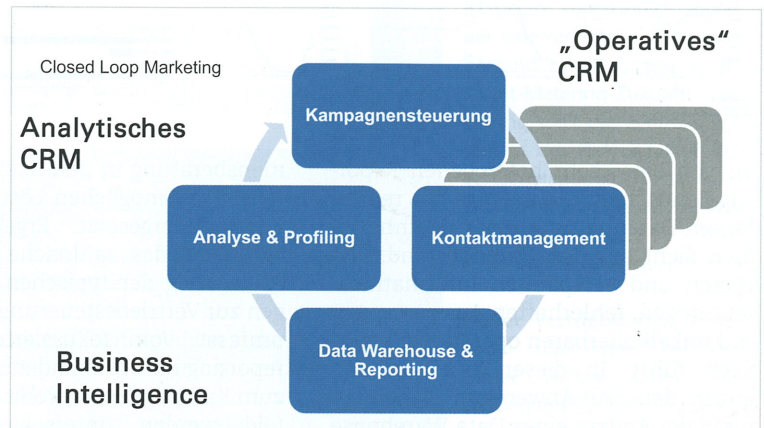 Closed Loop Marketing
„Operatives“
CRM
Kampagnensteuerung
Analytisches
CRM
Analyse & Profiling
Kontaktmanagement
Data Warehouse &
Reporting
Business
Intelligence